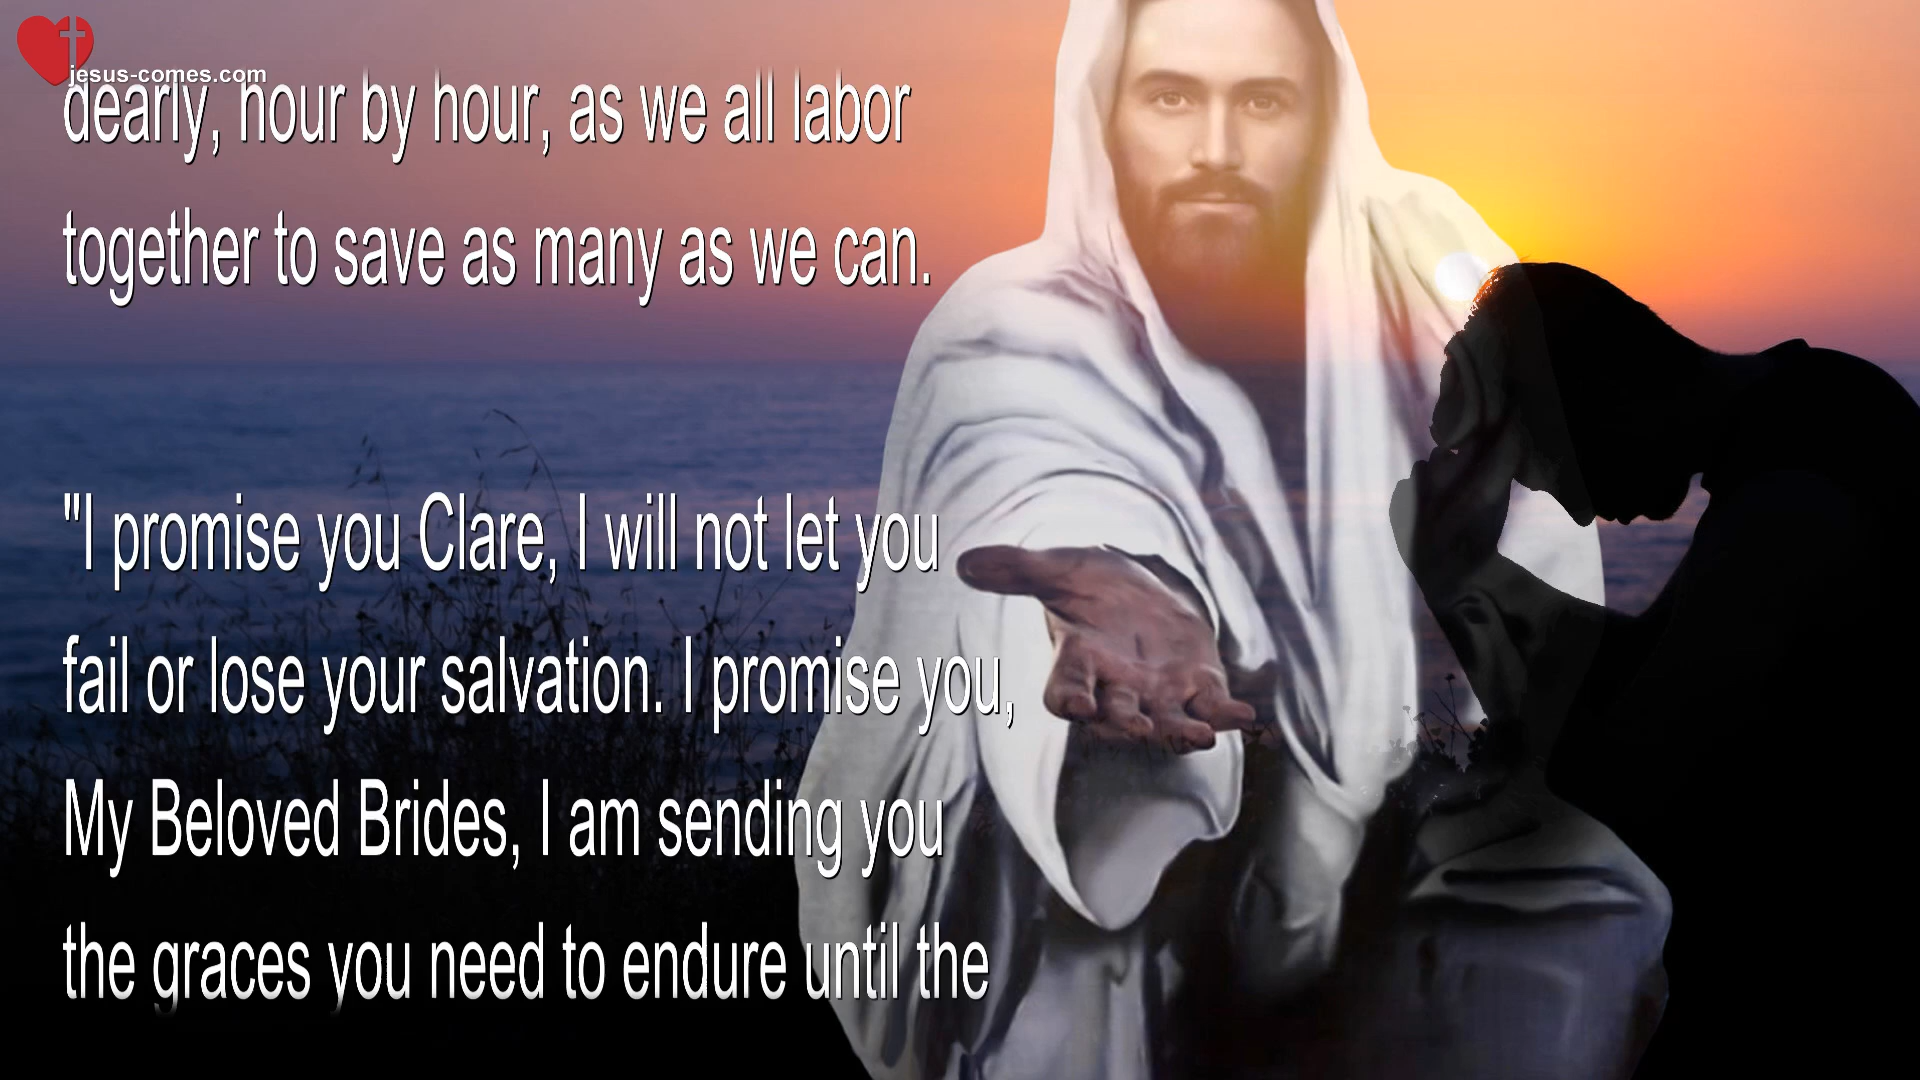 jesus-comes.com
dearly, hour by hour, as we all labor
together to save as many as we can.
"I promise you Clare, I will not let you
fail or lose your salvation. I promise you,
My Beloved Brides, I am sending you
the graces you need to endure until the